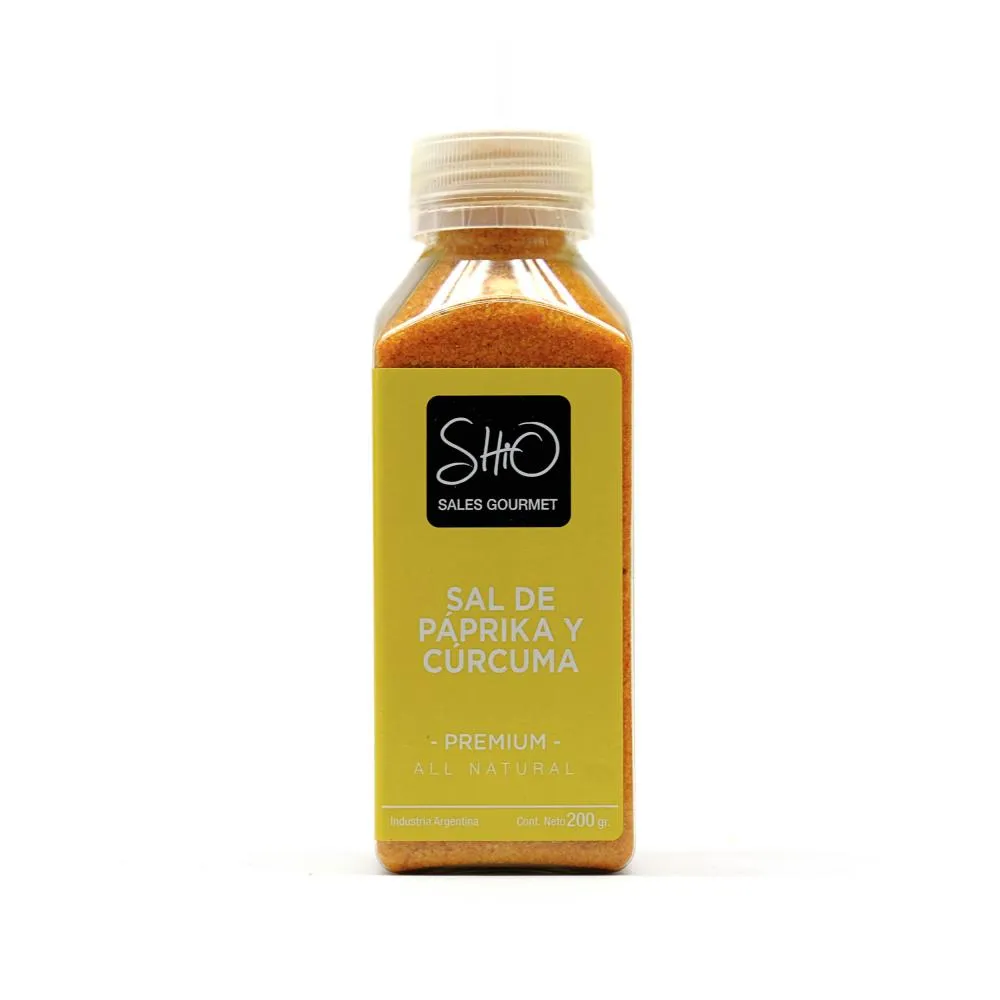 SHiO
SALES GOURMET
SAL DE
PÁPRIKA Y
CÚRCUMA
- PREMIUM -
ALL NATURAL
Industria Argentina Cont. Neto 200 gr.